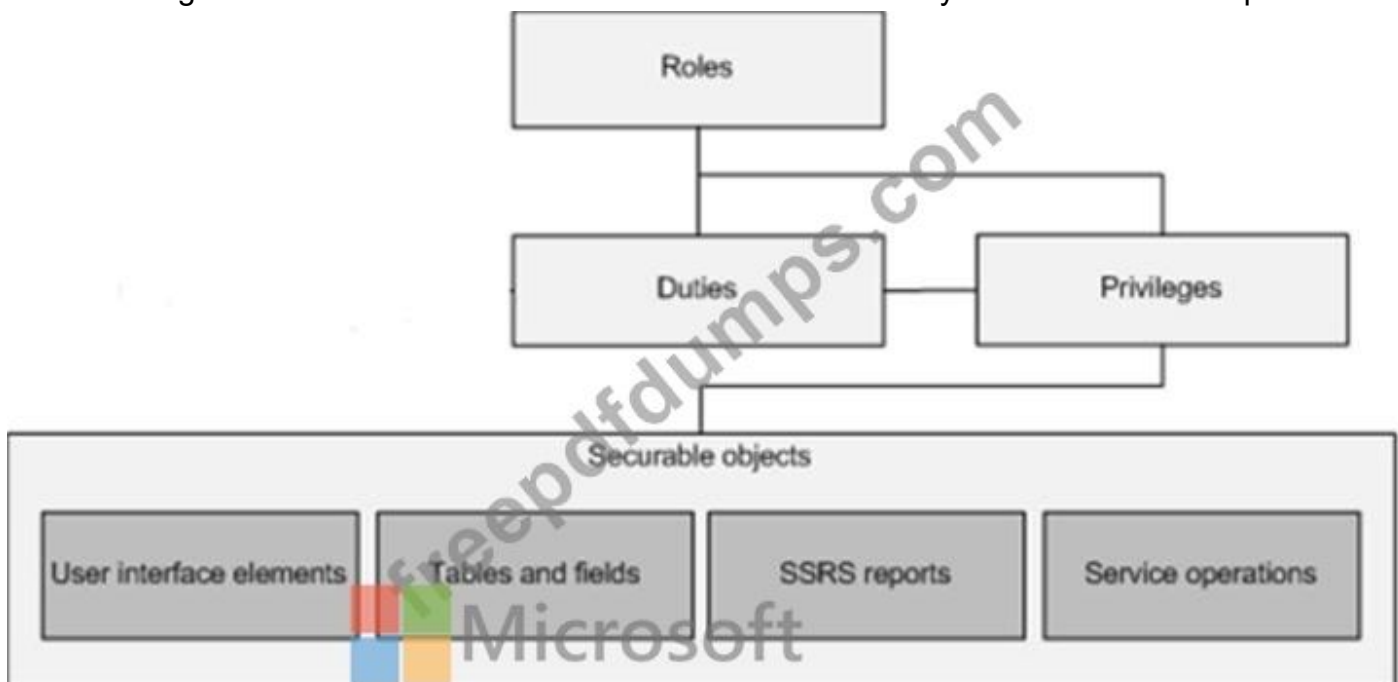 Roles
Duties
Privileges
Securable objects
User interface elements
Tables and fields
SSRS reports
Service operations
freepdfdumps.com
Microsoft